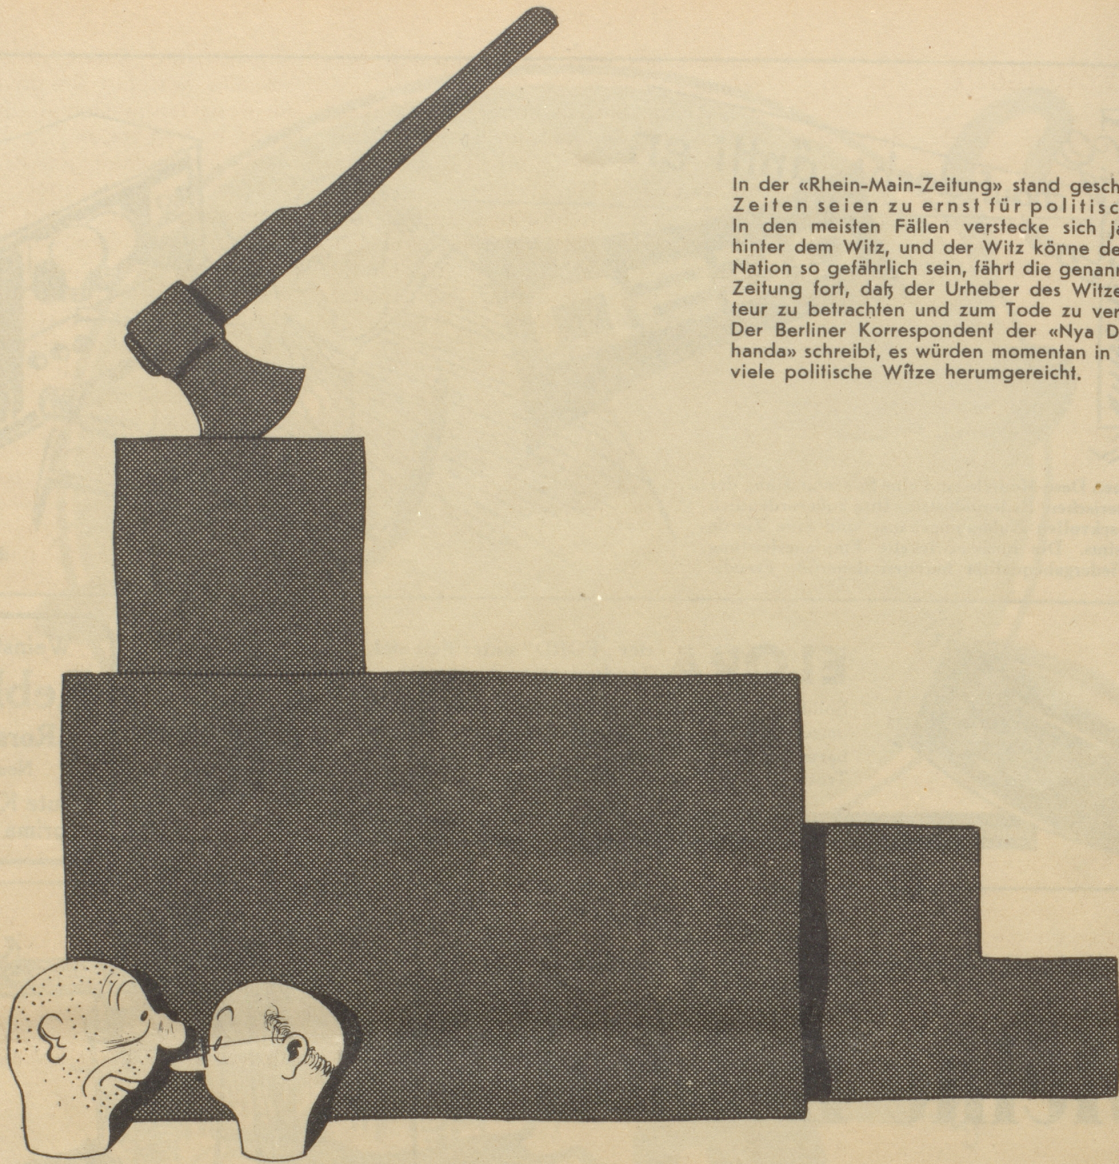 In der «Rhein-Main-Zeitung» stand gesch
Zeiten seien zu ernst für politisc
In den meisten Fällen verstecke sich ja
hinter dem Witz, und der Witz könne de
Nation so gefährlich sein, fährt die genann
Zeitung fort, daß der Urheber des Witze
teur zu betrachten und zum Tode zu ver
Der Berliner Korrespondent der «Nya D
handa» schreibt, es würden momentan in
viele politische Witze herumgereicht.